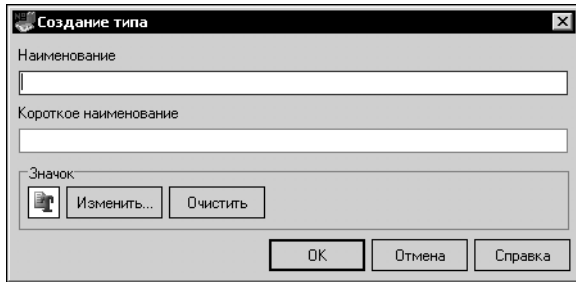 Создание типа
Наименование
Короткое наименование
Значок
Изменить... Очистить
OK Отмена Справка